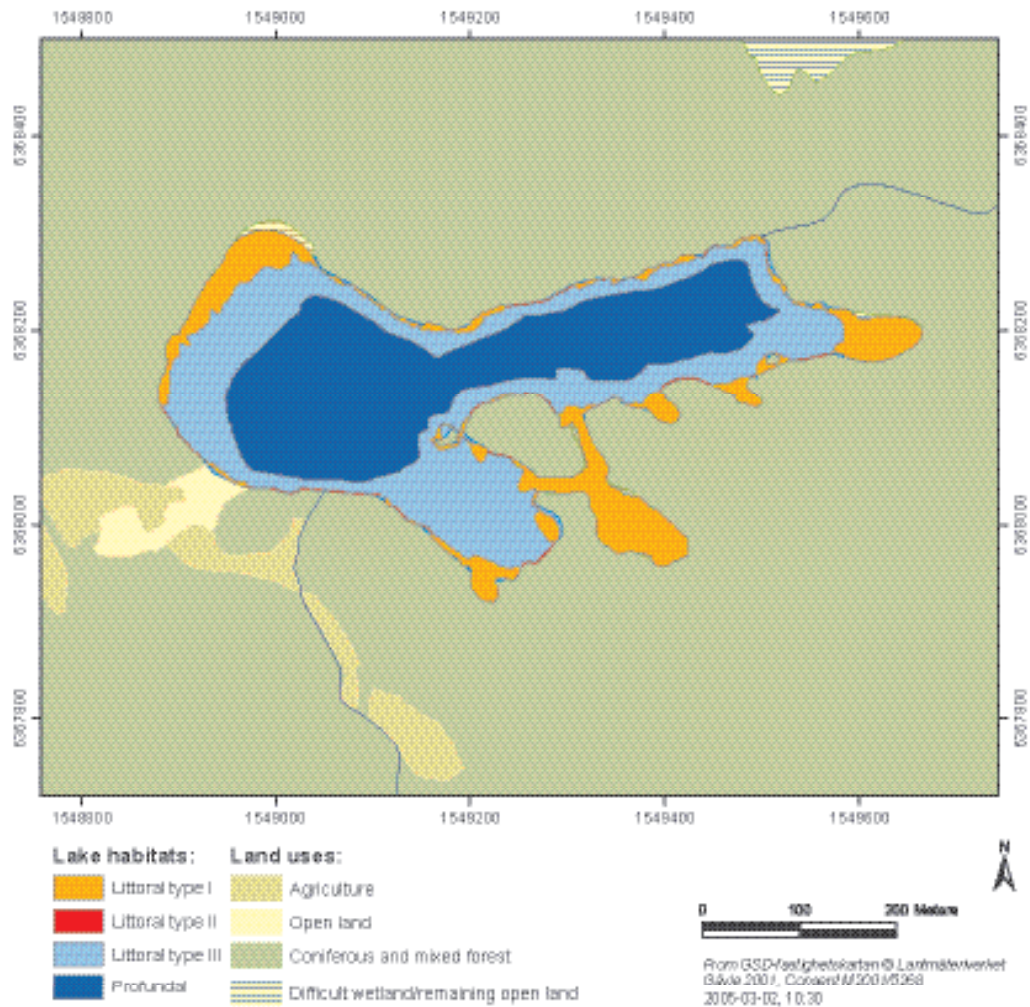 1548800 1549000 1549200 1549400 1549600
6368400 6368400
6368200 6368200
6368000 6368000
6367800 6367800
1548800 1549000 1549200 1549400 1549600
Lake habitats:
Littoral type I
Littoral type II
Littoral type III
Profundal
Land uses:
Agriculture
Open land
Coniferous and mixed forest
Difficult wetland/remaining open land
N
0 100 200 Meters
From GSD-fastighetskartan © Lantmäteriverket
Gävle 2001, Consent M2001/5268
2005-03-02, 10:39